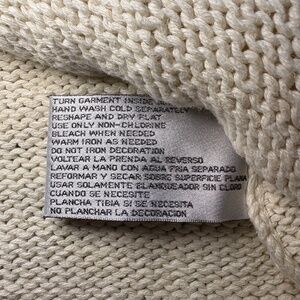 TURN GARMENT INSIDE
HAND WASH COLD SEPARATELY
RESHAPE AND DRY FLAT
USE ONLY NON-CHLORINE
BLEACH WHEN NEEDED
WARM IRON AS NEEDED
DO NOT IRON DECORATION
VOLTEAR LA PRENDA AL REVERSO
LAVAR A MANO CON AGUA FRIA SEPARADO
REFORMAR Y SECAR SOBRE SUPERFICIE PLANA
USAR SOLAMENTE BLANQUEADOR SIN CLORO
CUANDO SE NECESITE
PLANCHA TIBIA SI SE NECESITA
NO PLANCHAR LA DECORACION